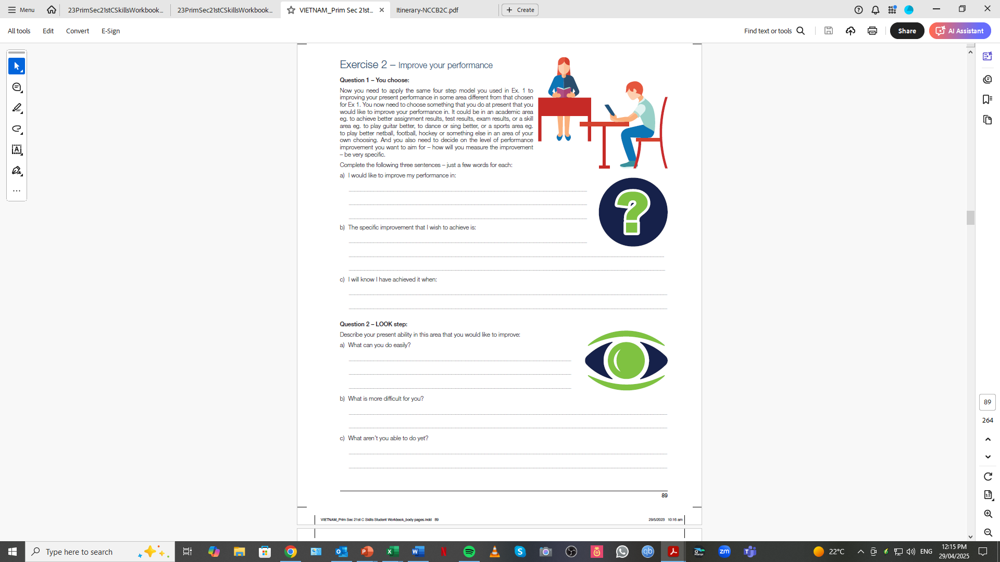 Menu
23PrimSec21stCSkillsWorkbook...
23PrimSec21stCSkillsWorkbook...
VIETNAM_Prim Sec 21st...
Itinerary-NCCB2C.pdf
Create
All tools
Edit
Convert
E-Sign
Find text or tools
Share
AI Assistant
Exercise 2 – Improve your performance
Question 1 – You choose:
Now you need to apply the same four step model you used in Ex. 1 to
improving your present performance in some area different from that chosen
for Ex 1. You now need to choose something that you do at present that you
would like to improve your performance in. It could be in an academic area
eg. to achieve better assignment results, test results, exam results, or a skill
area eg. to play guitar better, to dance or sing better, or a sports area eg.
to play better netball, football, hockey or something else in an area of your
own choosing. And you also need to decide on the level of performance
improvement you want to aim for – how will you measure the improvement
– be very specific.
Complete the following three sentences – just a few words for each:
a) I would like to improve my performance in:
?
b) The specific improvement that I wish to achieve is:
c) I will know I have achieved it when:
Question 2 – LOOK step:
Describe your present ability in this area that you would like to improve:
a) What can you do easily?
b) What is more difficult for you?
c) What aren't you able to do yet?
89
VIETNAM_Prim Sec 21st C Skills Student Workbook_body pages.indd 89
29/5/2023 10:16 am
89
264
1:1
Type here to search
22°C
ENG
12:15 PM
29/04/2025